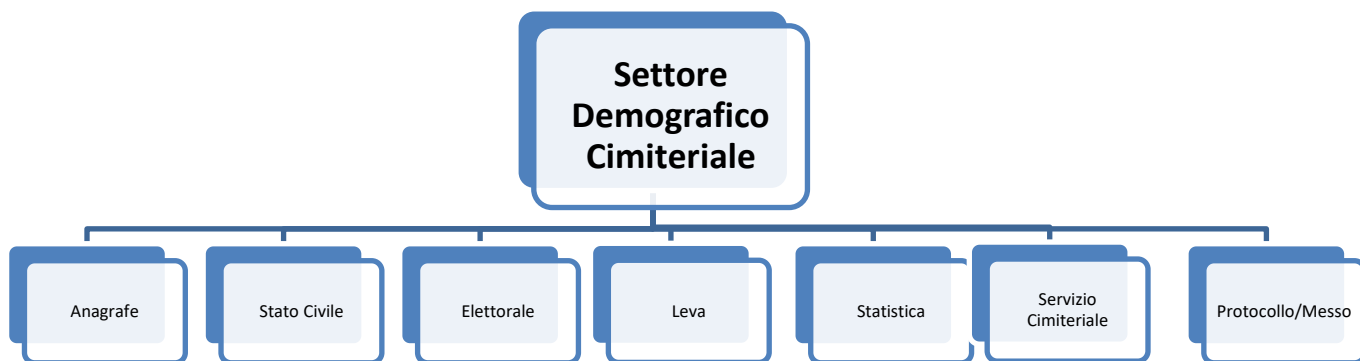 Settore
Demografico
Cimiteriale
Anagrafe
Stato Civile
Elettorale
Leva
Statistica
Servizio
Cimiteriale
Protocollo/Messo